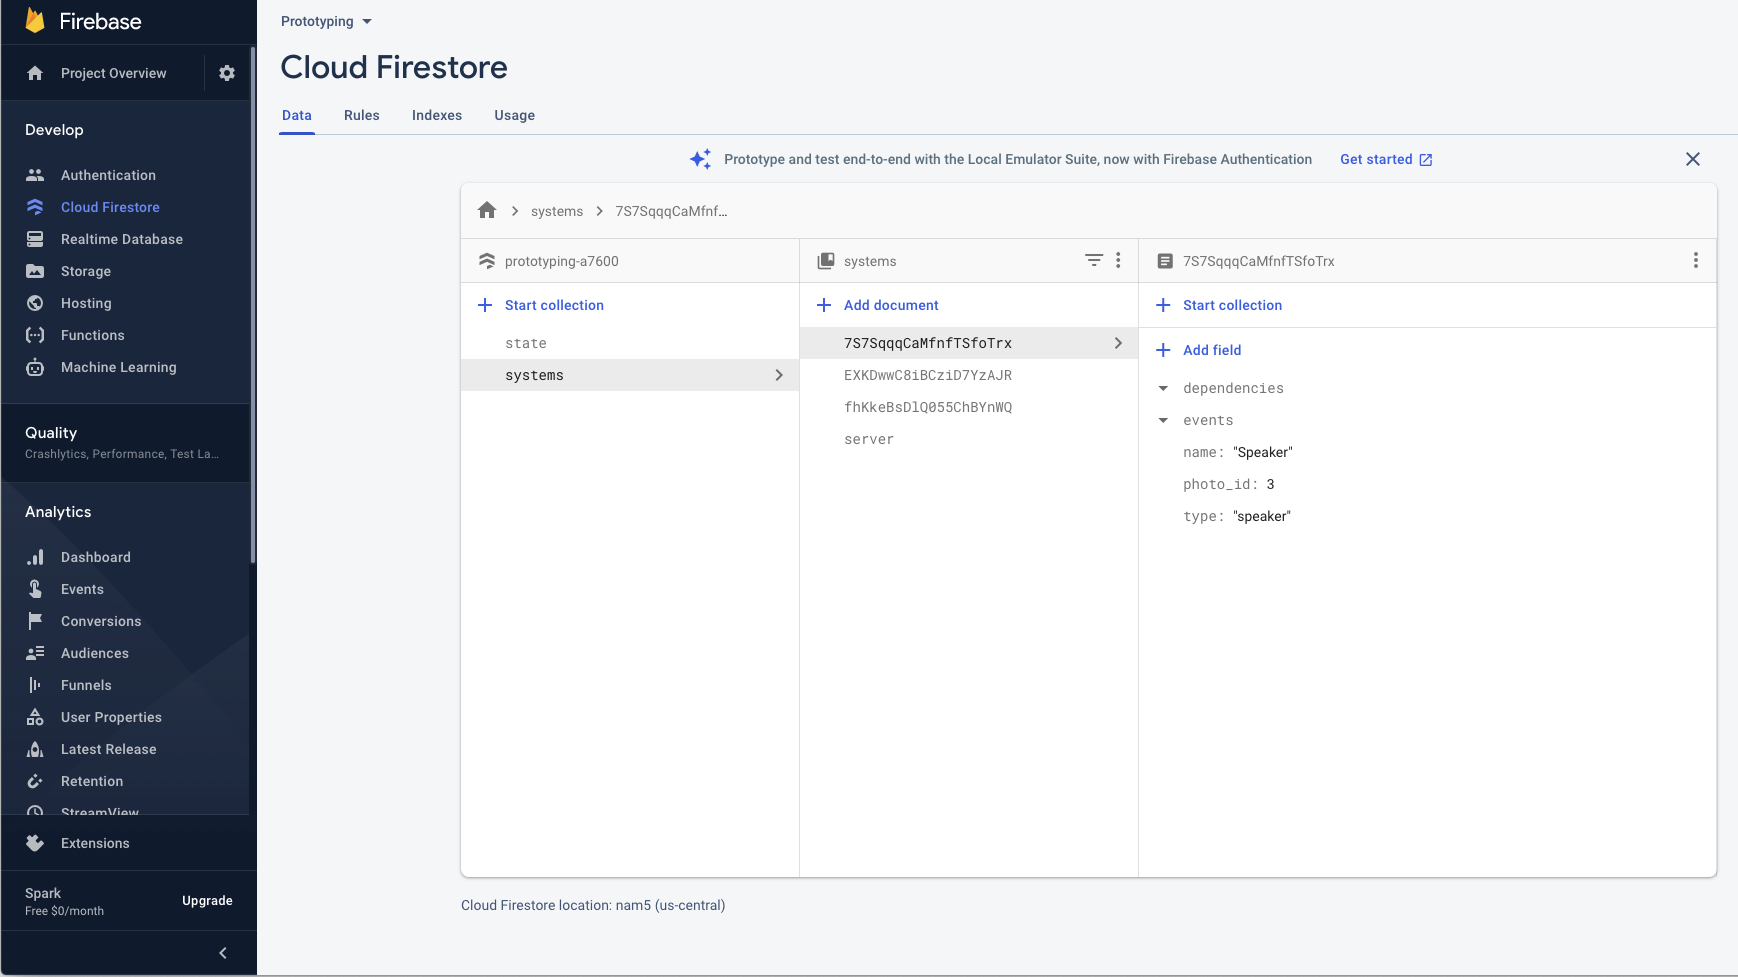 Firebase
Project Overview
Develop
Authentication
Cloud Firestore
Realtime Database
Storage
Hosting
Functions
Machine Learning
Quality
Crashlytics, Performance, Test La...
Analytics
Dashboard
Events
Conversions
Audiences
Funnels
User Properties
Latest Release
Retention
StreamView
Extensions
Spark
Free $0/month
Upgrade
Prototyping
Cloud Firestore
Data Rules Indexes Usage
Prototype and test end-to-end with the Local Emulator Suite, now with Firebase Authentication Get started
systems 7S7SqqqCaMfnf...
prototyping-a7600
Start collection
state
systems
systems
Add document
7S7SqqqCaMfnfTSfoTrx
EXKDwwC8iBCziD7YzAJR
fhKkeBsDlQ055ChBYnWQ
server
7S7SqqqCaMfnfTSfoTrx
Start collection
Add field
dependencies
events
name: "Speaker"
photo_id: 3
type: "speaker"
Cloud Firestore location: nam5 (us-central)